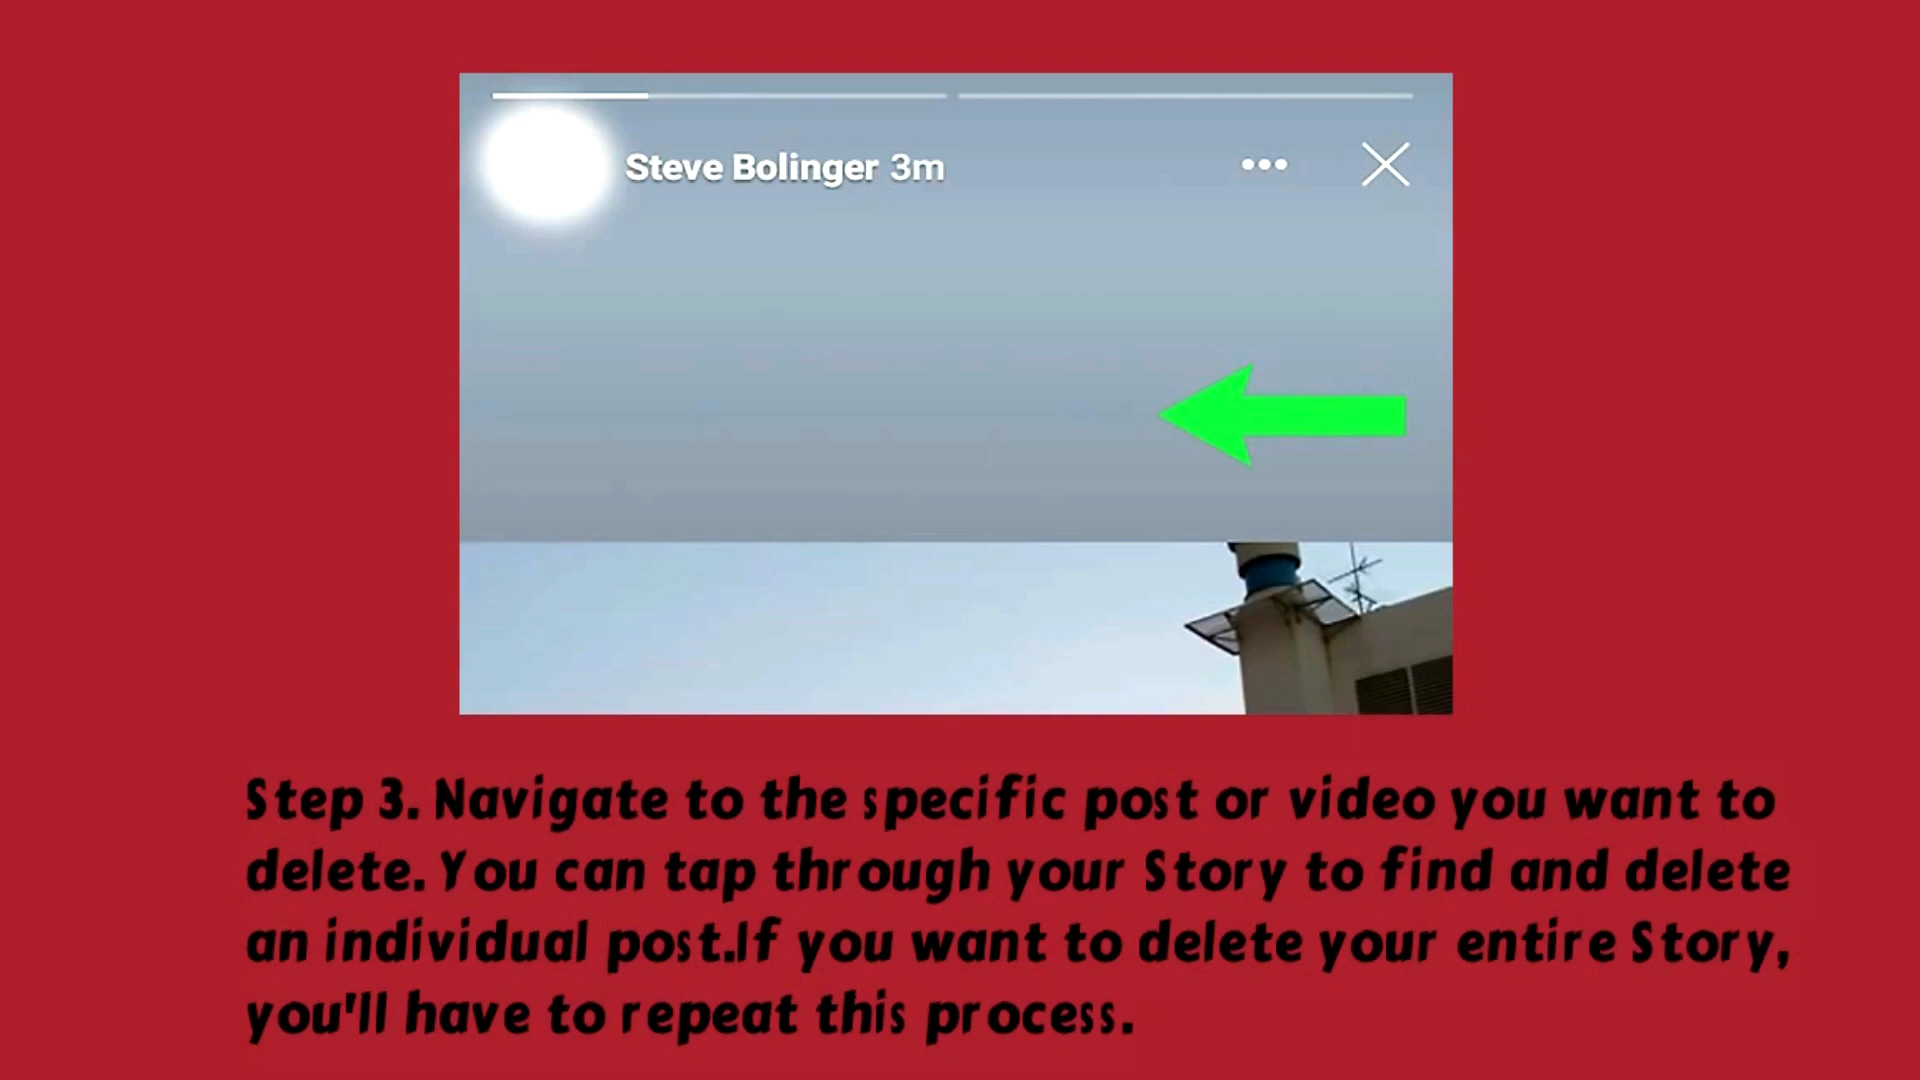 Steve Bolinger 3m
Step 3. Navigate to the specific post or video you want to
delete. You can tap through your Story to find and delete
an individual post.If you want to delete your entire Story,
you'll have to repeat this process.